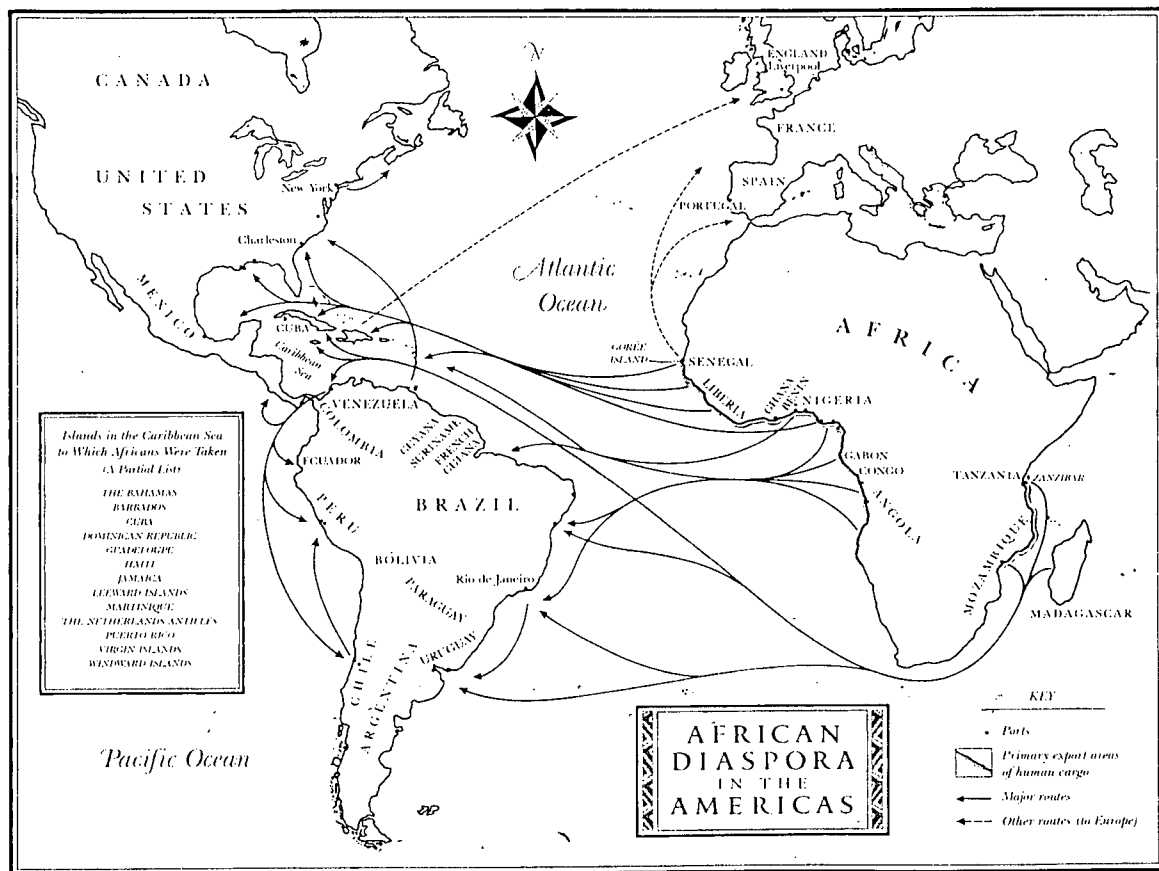 N
CANADA
UNITED
STATES
New York
Charleston
MEXICO
CUBA
Caribbean
Sea
Atlantic
Ocean
ENGLAND
Liverpool
FRANCE
SPAIN
PORTUGAL
AFRICA
GORÉE
ISLAND
SENEGAL
LIBERIA
GHANA
BENIN
NIGERIA
GABON
CONGO
ANGOLA
TANZANIA
ZANZIBAR
MOZAMBIQUE
MADAGASCAR
VENEZUELA
COLOMBIA
GUYANA
SURINAME
FRENCH
GUIANA
ECUADOR
PERÚ
BRAZIL
BOLIVIA
Rio de Janeiro
PARAGUAY
URUGUAY
CHILE
ARGENTINA
Pacific Ocean
Islands in the Caribbean Sea
to Which Africans Were Taken
(A Partial List)
THE BAHAMAS
BARBADOS
CUBA
DOMINICAN REPUBLIC
GUADELOUPE
HAITI
JAMAICA
LEEWARD ISLANDS
MARTINIQUE
THE NETHERLANDS ANTILLES
PUERTO RICO
VIRGIN ISLANDS
WINDWARD ISLANDS
AFRICAN
DIASPORA
IN THE
AMERICAS
KEY
Ports
Primary export areas
of human cargo
Major routes
Other routes (to Europe)